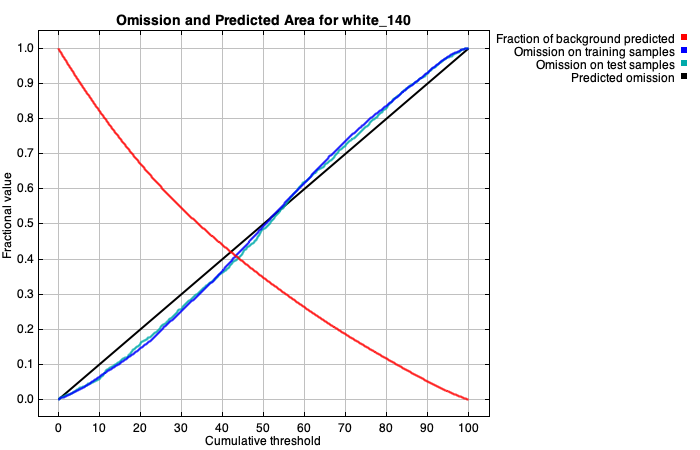 Omission and Predicted Area for white_140
Fraction of background predicted
Omission on training samples
Omission on test samples
Predicted omission
Fractional value
1.0
0.9
0.8
0.7
0.6
0.5
0.4
0.3
0.2
0.1
0.0
0 10 20 30 40 50 60 70 80 90 100
Cumulative threshold